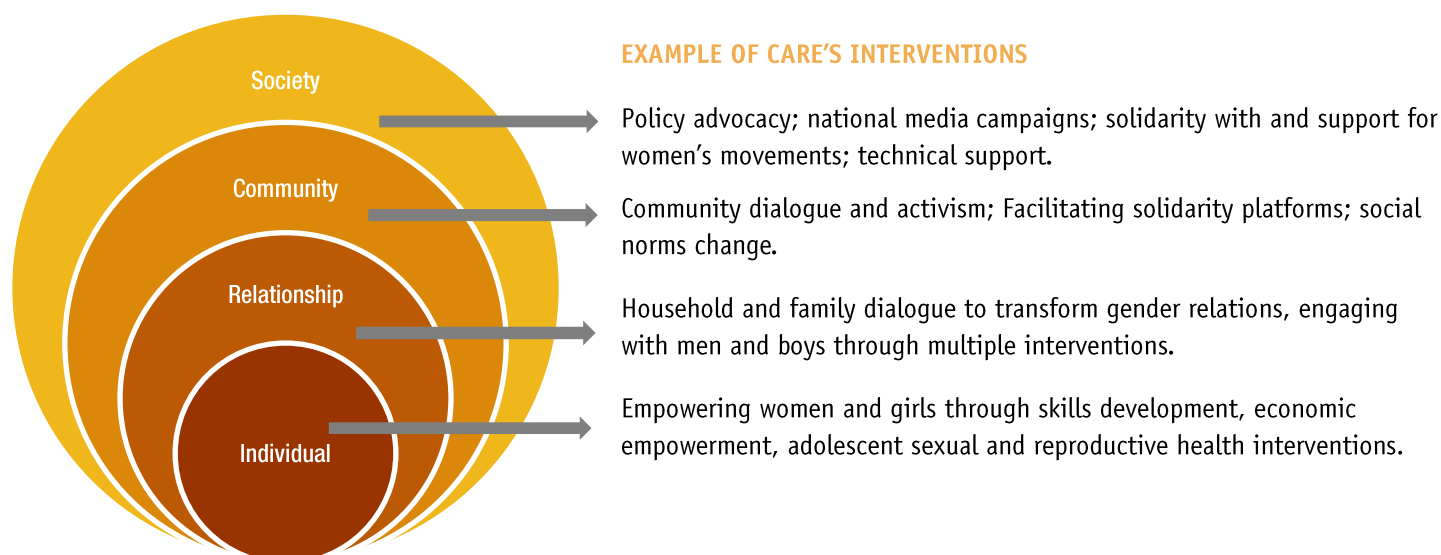 EXAMPLE OF CARE'S INTERVENTIONS
Society
Policy advocacy; national media campaigns; solidarity with and support for
women's movements; technical support.
Community
Community dialogue and activism; Facilitating solidarity platforms; social
norms change.
Relationship
Household and family dialogue to transform gender relations, engaging
with men and boys through multiple interventions.
Individual
Empowering women and girls through skills development, economic
empowerment, adolescent sexual and reproductive health interventions.